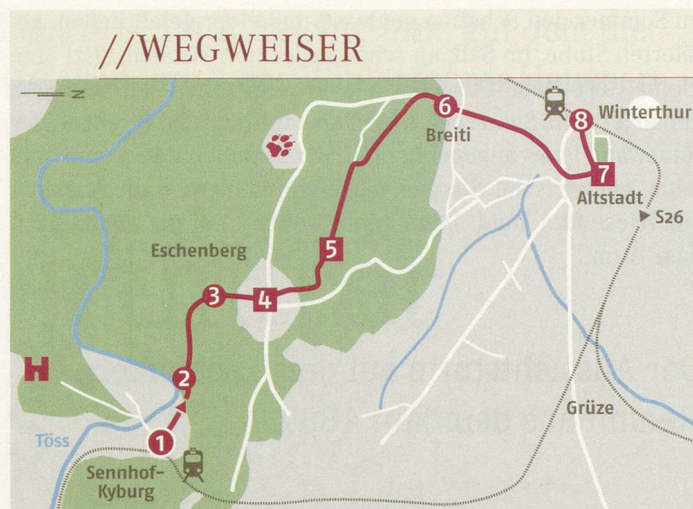 //WEGWEISER
N
6
Breiti
8
Winterthur
7
Altstadt
S26
Eschenberg
5
3
4
2
H
Grüze
1
Töss
Sennhof-
Kyburg